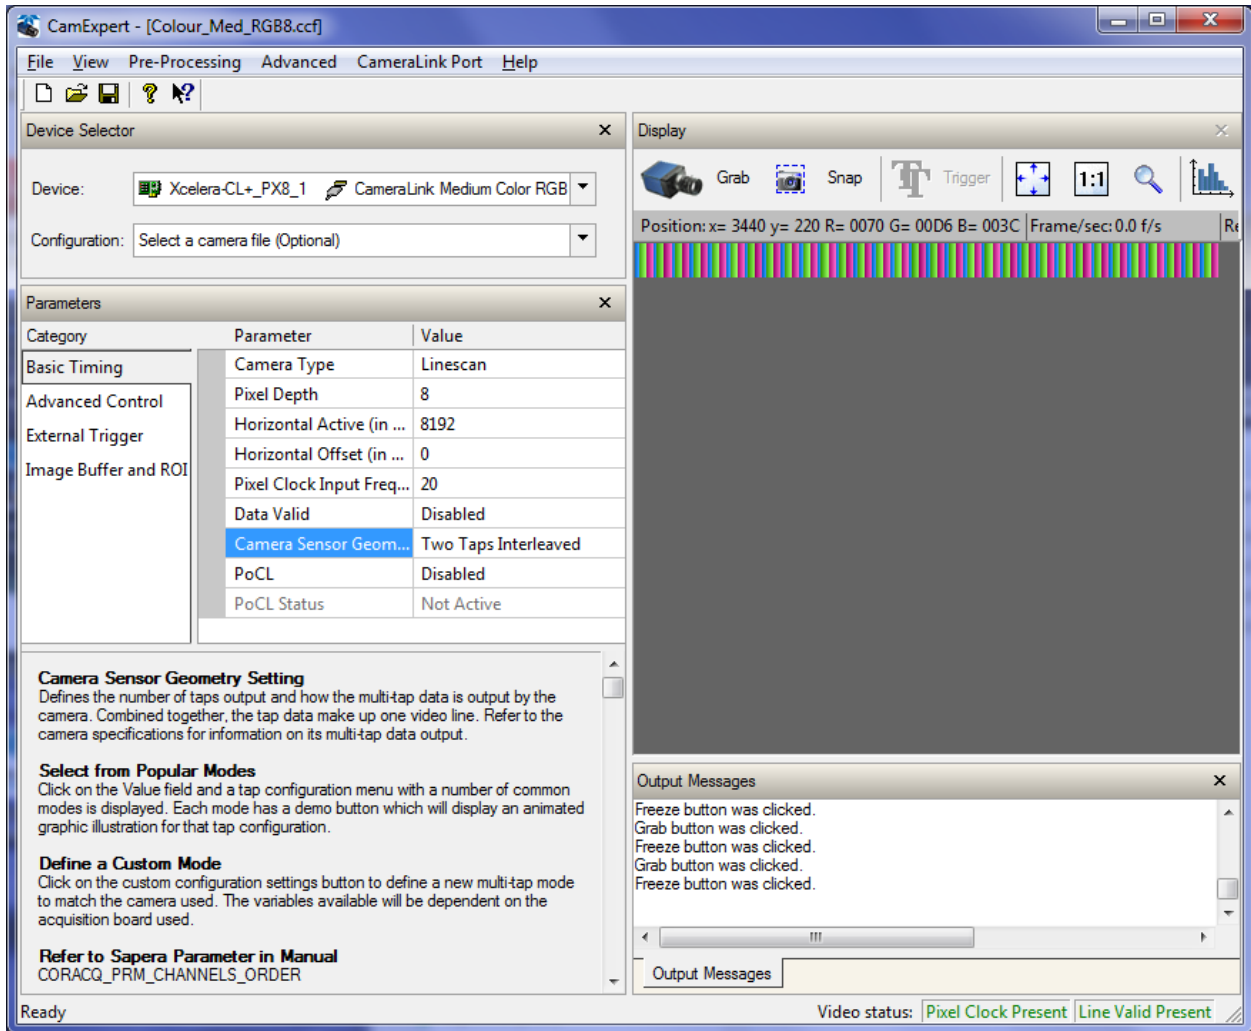 CamExpert - [Colour_Med_RGB8.ccf]
File View Pre-Processing Advanced CameraLink Port Help
Device Selector
Device: Xcelera-CL+_PX8_1 CameraLink Medium Color RGB
Configuration: Select a camera file (Optional)
Parameters
Category Parameter Value
Basic Timing
Advanced Control
External Trigger
Image Buffer and ROI
Camera Type Linescan
Pixel Depth 8
Horizontal Active (in ... 8192
Horizontal Offset (in ... 0
Pixel Clock Input Freq... 20
Data Valid Disabled
Camera Sensor Geom... Two Taps Interleaved
PoCL Disabled
PoCL Status Not Active
Camera Sensor Geometry Setting
Defines the number of taps output and how the multi-tap data is output by the
camera. Combined together, the tap data make up one video line. Refer to the
camera specifications for information on its multi-tap data output.
Select from Popular Modes
Click on the Value field and a tap configuration menu with a number of common
modes is displayed. Each mode has a demo button which will display an animated
graphic illustration for that tap configuration.
Define a Custom Mode
Click on the custom configuration settings button to define a new multi-tap mode
to match the camera used. The variables available will be dependent on the
acquisition board used.
Refer to Sapera Parameter in Manual
CORACQ_PRM_CHANNELS_ORDER
Display
Grab Snap Trigger 1:1
Position: x= 3440 y= 220 R= 0070 G= 00D6 B= 003C Frame/sec: 0.0 f/s Re
Output Messages
Freeze button was clicked.
Grab button was clicked.
Freeze button was clicked.
Grab button was clicked.
Freeze button was clicked.
Output Messages
Ready Video status: Pixel Clock Present Line Valid Present